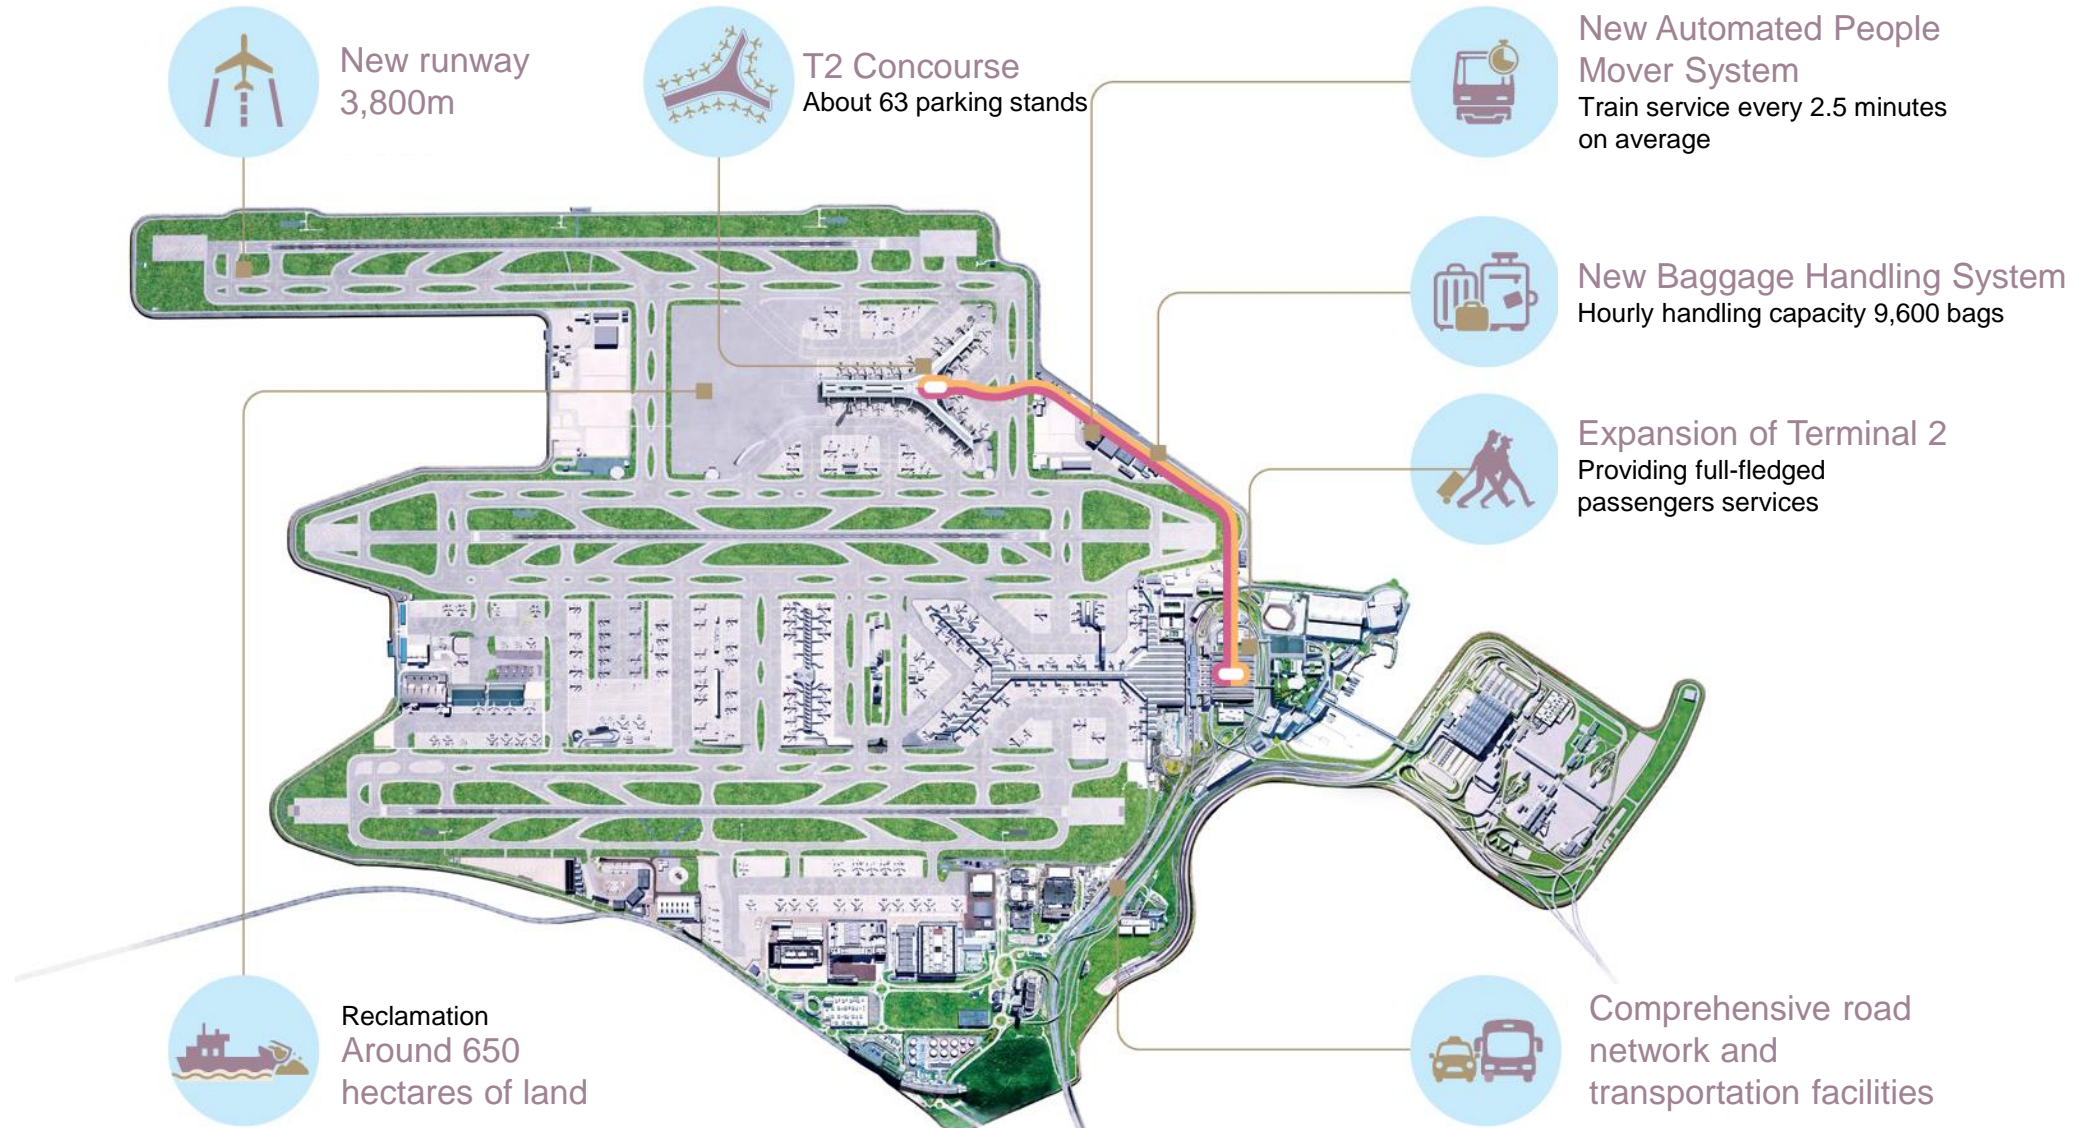 New runway
3,800m
T2 Concourse
About 63 parking stands
New Automated People
Mover System
Train service every 2.5 minutes
on average
New Baggage Handling System
Hourly handling capacity 9,600 bags
Expansion of Terminal 2
Providing full-fledged
passengers services
Reclamation
Around 650
hectares of land
Comprehensive road
network and
transportation facilities